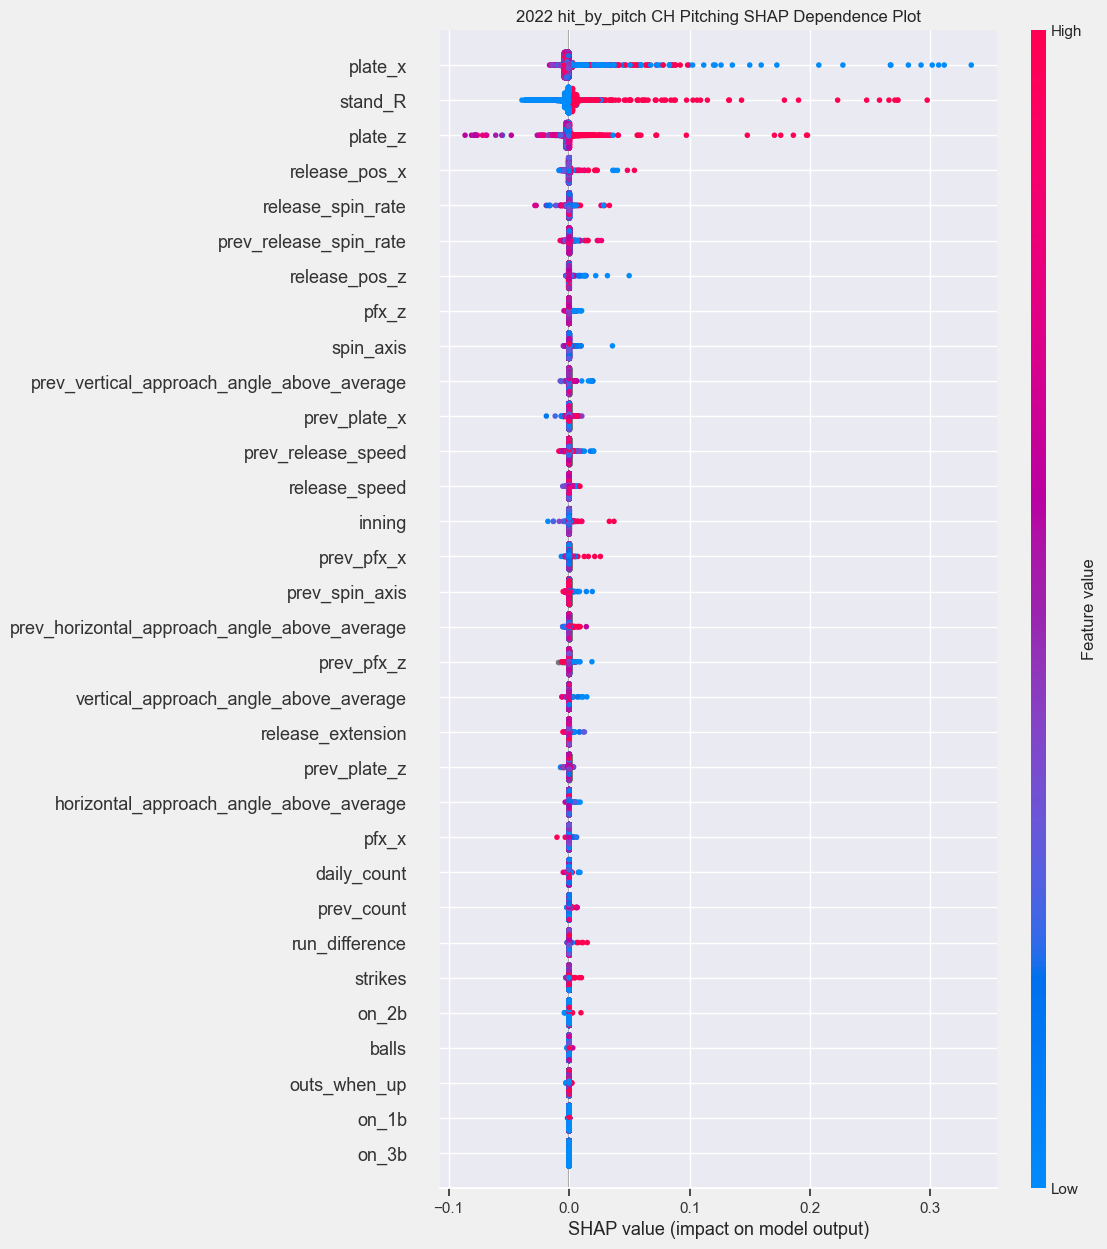 2022 hit_by_pitch CH Pitching SHAP Dependence Plot
High
plate_x
stand_R
plate_z
release_pos_x
release_spin_rate
prev_release_spin_rate
release_pos_z
pfx_z
spin_axis
prev_vertical_approach_angle_above_average
prev_plate_x
prev_release_speed
release_speed
inning
prev_pfx_x
prev_spin_axis
prev_horizontal_approach_angle_above_average
prev_pfx_z
vertical_approach_angle_above_average
release_extension
prev_plate_z
horizontal_approach_angle_above_average
pfx_x
daily_count
prev_count
run_difference
strikes
on_2b
balls
outs_when_up
on_1b
on_3b
Feature value
Low
−0.1 0.0 0.1 0.2 0.3
SHAP value (impact on model output)